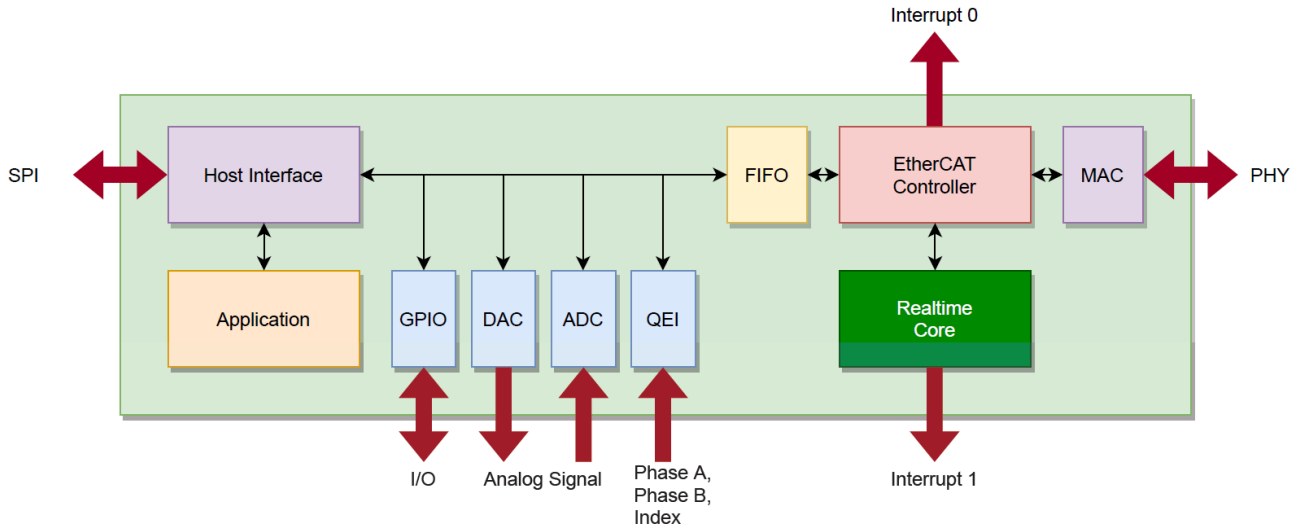 Interrupt 0
SPI
Host Interface
FIFO
EtherCAT
Controller
MAC
PHY
Application
GPIO
DAC
ADC
QEI
Realtime
Core
I/O
Analog Signal
Phase A,
Phase B,
Index
Interrupt 1